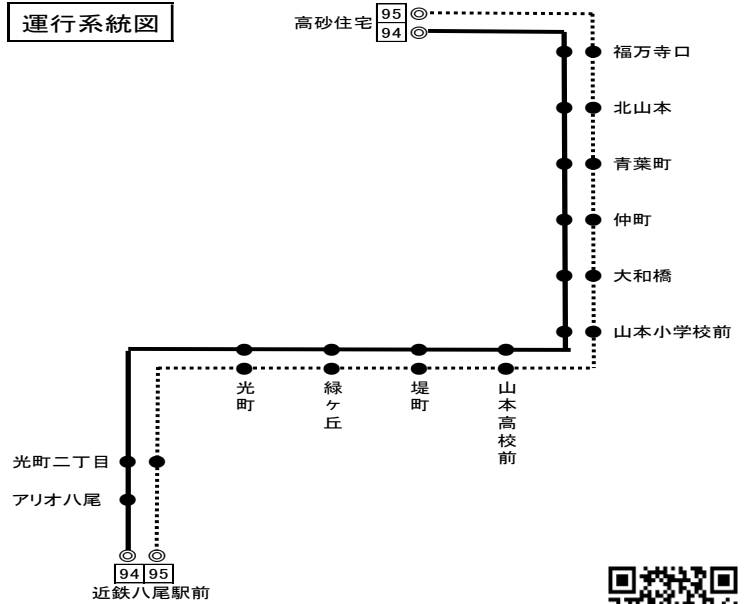 運行系統図
高砂住宅
95
94
福万寺口
北山本
青葉町
仲町
大和橋
山本小学校前
光町
緑ヶ丘
堤町
山本高校前
光町二丁目
アリオ八尾
94 95
近鉄八尾駅前